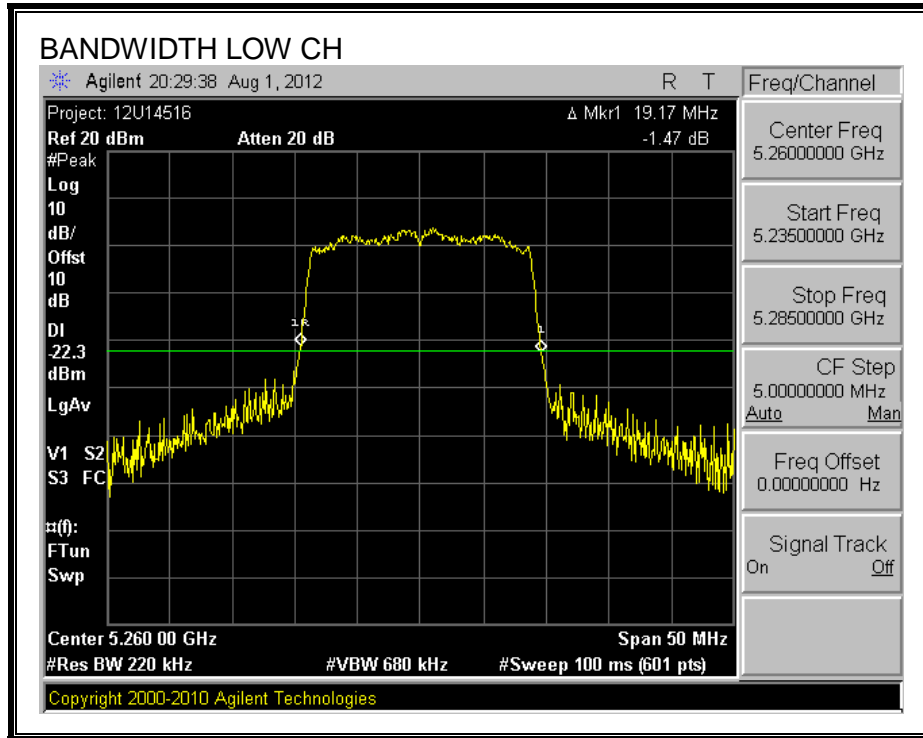 BANDWIDTH LOW CH
Agilent 20:29:38 Aug 1, 2012 R T
Freq/Channel
Project: 12U14516 Δ Mkr1 19.17 MHz
Ref 20 dBm Atten 20 dB -1.47 dB
#Peak
Log
10
dB/
Offst
10
dB
DI
-22.3
dBm
LgAv
V1 S2
S3 FC
¤(f):
FTun
Swp
1R
1
Center 5.260 00 GHz Span 50 MHz
#Res BW 220 kHz #VBW 680 kHz #Sweep 100 ms (601 pts)
Copyright 2000-2010 Agilent Technologies
Center Freq
5.26000000 GHz
Start Freq
5.23500000 GHz
Stop Freq
5.28500000 GHz
CF Step
5.00000000 MHz
Auto Man
Freq Offset
0.00000000 Hz
Signal Track
On Off